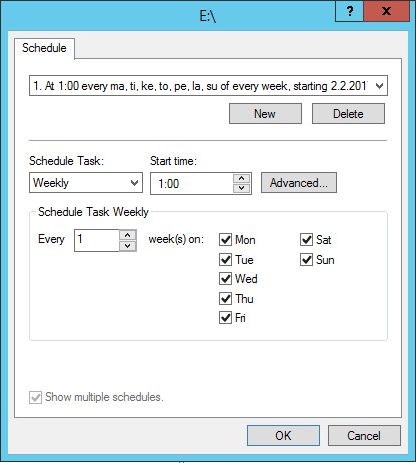 E:\
Schedule
1. At 1:00 every ma, ti, ke, to, pe, la, su of every week, starting 2.2.201
New
Delete
Schedule Task:
Start time:
Weekly
1:00
Advanced...
Schedule Task Weekly
Every 1 week(s) on:
Mon
Sat
Tue
Sun
Wed
Thu
Fri
Show multiple schedules.
OK
Cancel